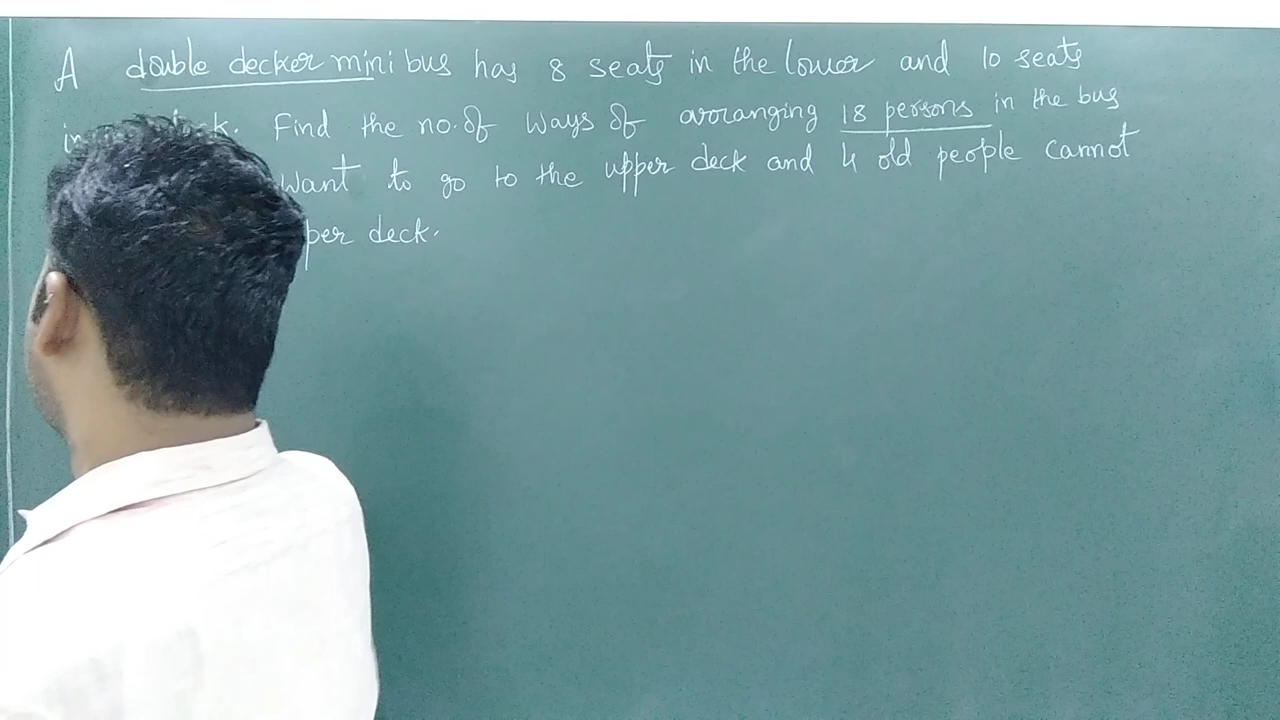 A double decker mini bus has 8 seats in the lower and 10 seats
in deck. Find the no. of ways of arranging 18 persons in the bus
want to go to the upper deck and 4 old people cannot
deck.